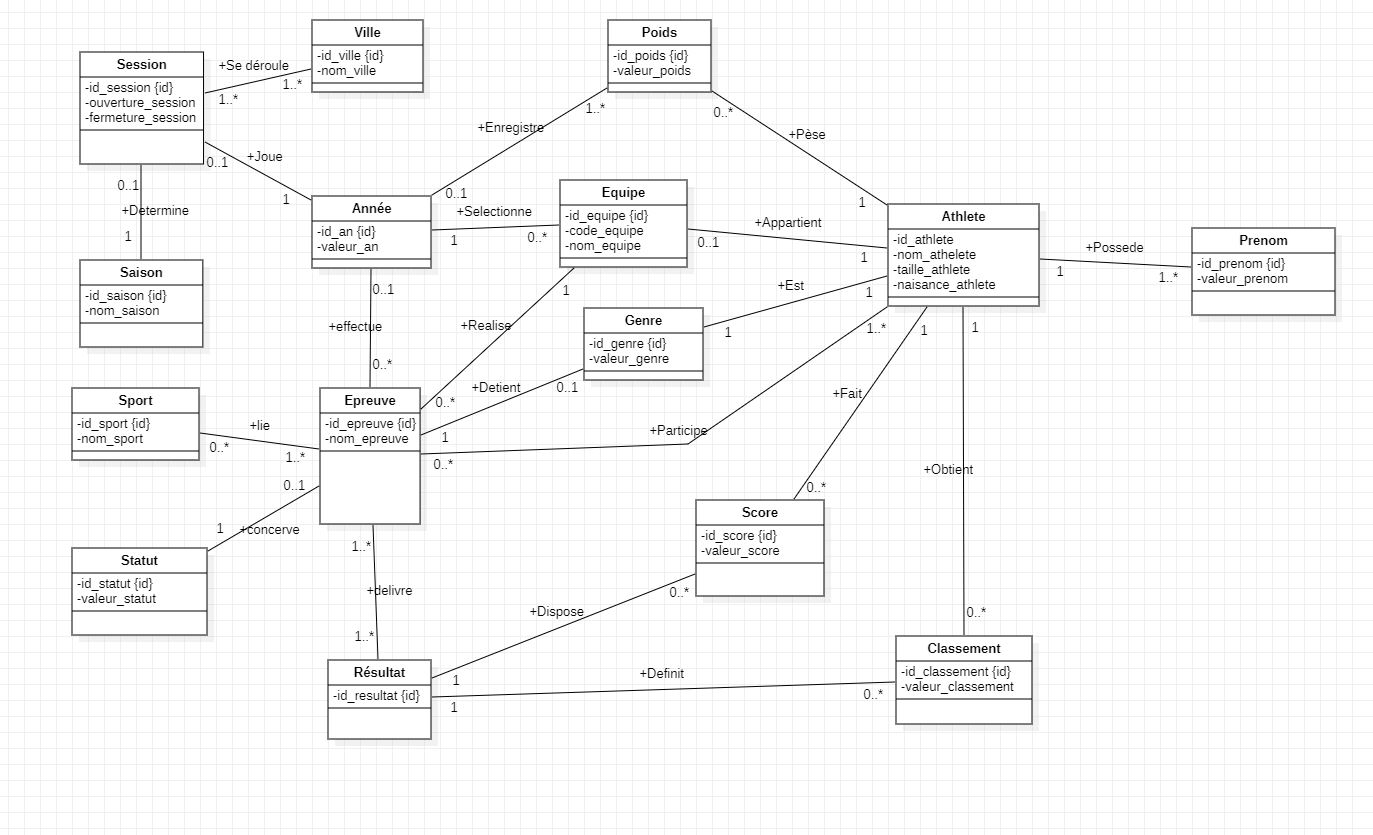 Ville
-id_ville {id}
-nom_ville
Poids
-id_poids {id}
-valeur_poids
Session
-id_session {id}
-ouverture_session
-fermeture_session
+Se déroule
1..*
1..*
+Enregistre
1..*
0..1
0..*
+Pèse
1
0..1
+Joue
1
0..1
+Determine
1
Année
-id_an {id}
-valeur_an
+Selectionne
1
0..*
Equipe
-id_equipe {id}
-code_equipe
-nom_equipe
+Appartient
0..1
1
Athlete
-id_athlete
-nom_athelete
-taille_athlete
-naisance_athlete
+Possede
1
1..*
Prenom
-id_prenom {id}
-valeur_prenom
Saison
-id_saison {id}
-nom_saison
0..1
+effectue
0..*
1
+Realise
0..*
+Est
1
1
Genre
-id_genre {id}
-valeur_genre
+Detient
0..1
1
1..*
+Participe
0..*
1
+Fait
0..*
1
+Obtient
0..*
Sport
-id_sport {id}
-nom_sport
+lie
0..*
1..*
Epreuve
-id_epreuve {id}
-nom_epreuve
0..1
+concerve
1
Statut
-id_statut {id}
-valeur_statut
1..*
+delivre
1..*
Score
-id_score {id}
-valeur_score
0..*
+Dispose
1
Résultat
-id_resultat {id}
+Definit
1
0..*
Classement
-id_classement {id}
-valeur_classement